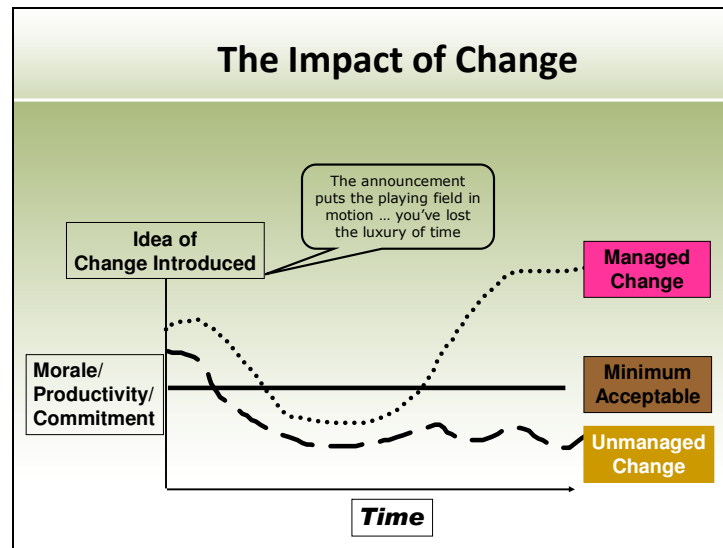 The Impact of Change
The announcement
puts the playing field in
motion … you’ve lost
the luxury of time
Idea of
Change Introduced
Managed
Change
Morale/
Productivity/
Commitment
Minimum
Acceptable
Unmanaged
Change
Time